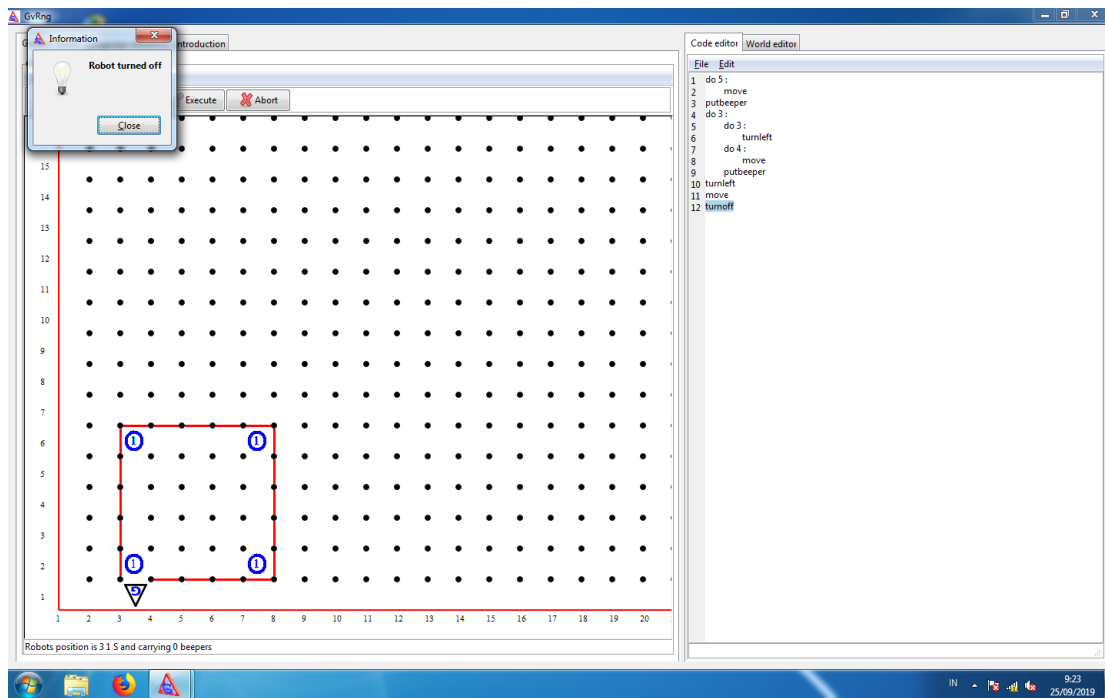 GvRng
Information
Robot turned off
Close
ntroduction
Execute
Abort
15
14
13
12
11
10
9
8
7
6
5
4
3
2
1
1 1
1 1
G
1 2 3 4 5 6 7 8 9 10 11 12 13 14 15 16 17 18 19 20
Robots position is 3 1 S and carrying 0 beepers
Code editor World editor
File Edit
1 do 5 :
2 move
3 putbeeper
4 do 3 :
5 do 3 :
6 turnleft
7 do 4 :
8 move
9 putbeeper
10 turnleft
11 move
12 turnoff
IN
9:23
25/09/2019